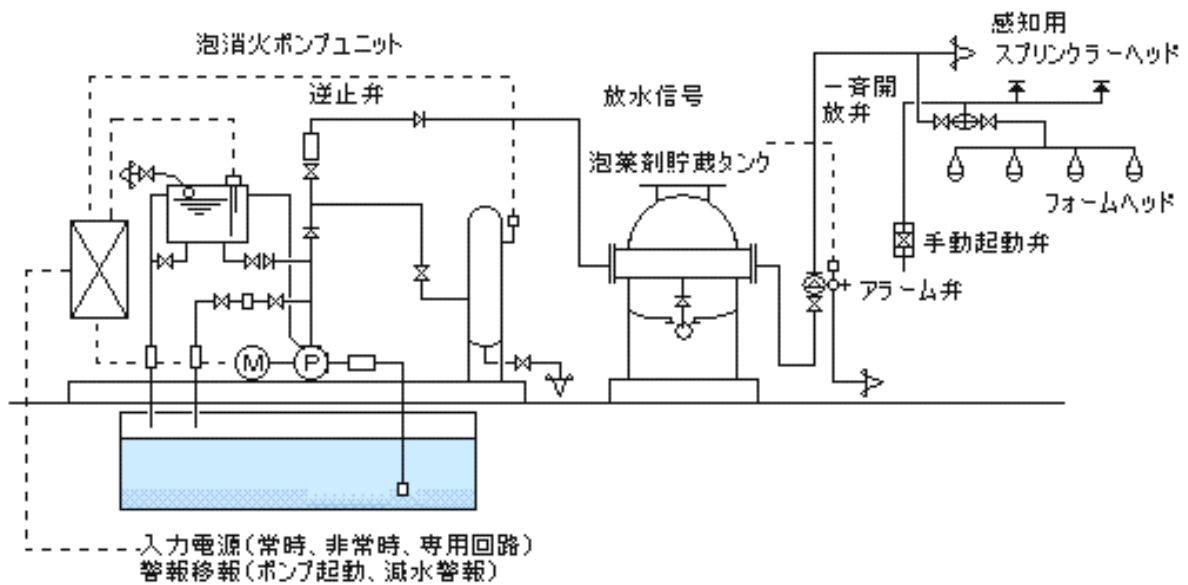 泡消火ポンプユニット
逆止弁
放水信号
泡薬剤貯蔵タンク
一斉開
放弁
感知用
スプリンクラーヘッド
フォームヘッド
手動起動弁
アラーム弁
M
P
入力電源(常時、非常時、専用回路)
警報移報(ポンプ起動、減水警報)